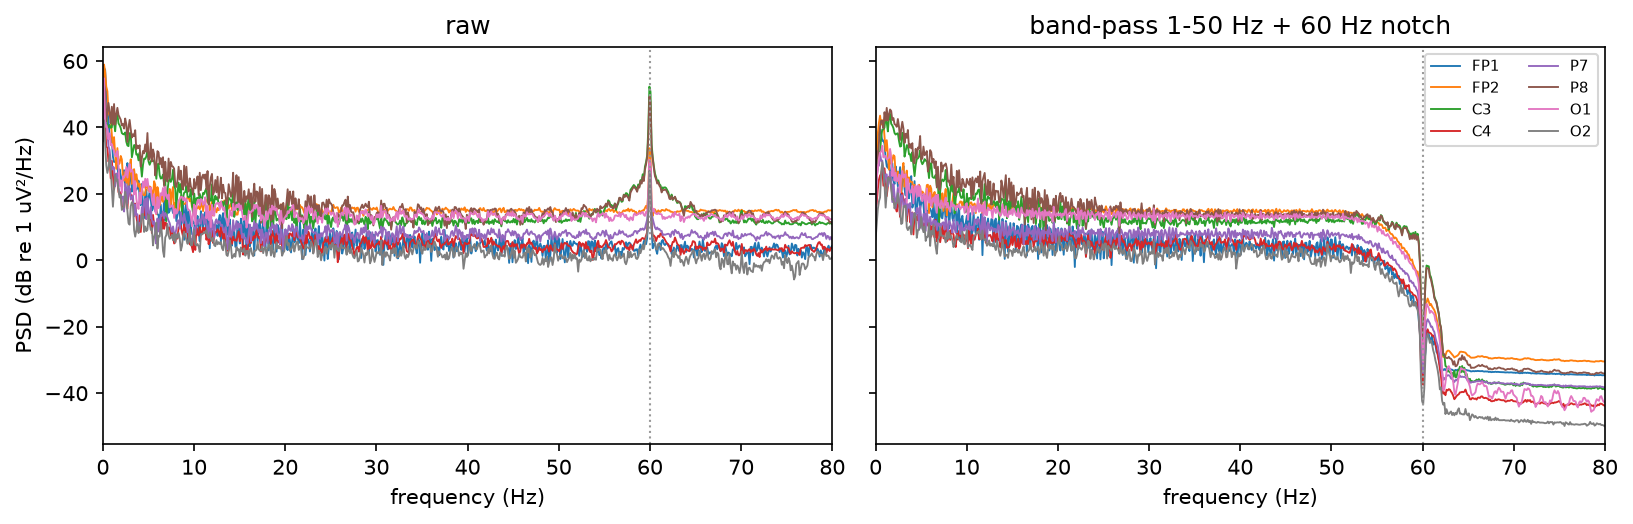 raw
band-pass 1-50 Hz + 60 Hz notch
PSD (dB re 1 uV²/Hz)
60
40
20
0
−20
−40
0 10 20 30 40 50 60 70 80
frequency (Hz)
FP1 P7
FP2 P8
C3 O1
C4 O2
0 10 20 30 40 50 60 70 80
frequency (Hz)